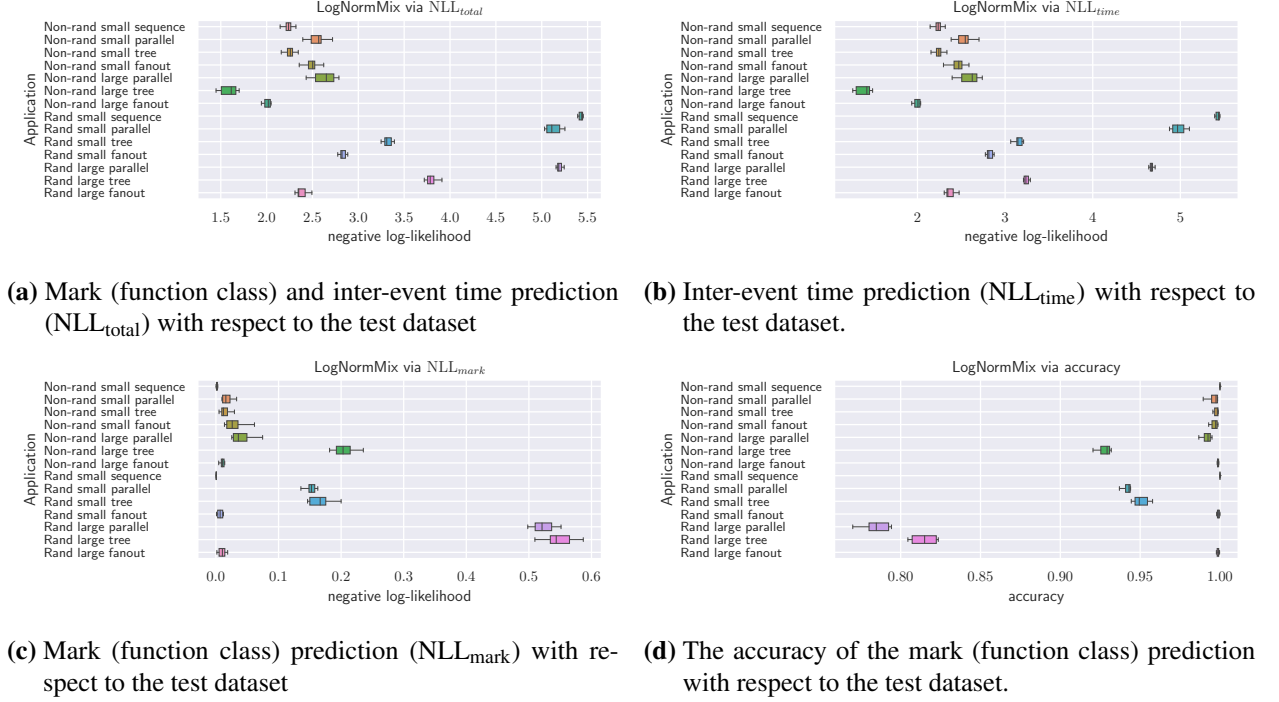 LogNormMix via NLL_total
Non-rand small sequence
Non-rand small parallel
Non-rand small tree
Non-rand small fanout
Non-rand large parallel
Non-rand large tree
Non-rand large fanout
Rand small sequence
Rand small parallel
Rand small tree
Rand small fanout
Rand large parallel
Rand large tree
Rand large fanout
Application
1.5 2.0 2.5 3.0 3.5 4.0 4.5 5.0 5.5
negative log-likelihood
(a) Mark (function class) and inter-event time prediction
(NLL_total) with respect to the test dataset
LogNormMix via NLL_time
Non-rand small sequence
Non-rand small parallel
Non-rand small tree
Non-rand small fanout
Non-rand large parallel
Non-rand large tree
Non-rand large fanout
Rand small sequence
Rand small parallel
Rand small tree
Rand small fanout
Rand large parallel
Rand large tree
Rand large fanout
Application
2 3 4 5
negative log-likelihood
(b) Inter-event time prediction (NLL_time) with respect to
the test dataset.
LogNormMix via NLL_mark
Non-rand small sequence
Non-rand small parallel
Non-rand small tree
Non-rand small fanout
Non-rand large parallel
Non-rand large tree
Non-rand large fanout
Rand small sequence
Rand small parallel
Rand small tree
Rand small fanout
Rand large parallel
Rand large tree
Rand large fanout
Application
0.0 0.1 0.2 0.3 0.4 0.5 0.6
negative log-likelihood
(c) Mark (function class) prediction (NLL_mark) with re-
spect to the test dataset
LogNormMix via accuracy
Non-rand small sequence
Non-rand small parallel
Non-rand small tree
Non-rand small fanout
Non-rand large parallel
Non-rand large tree
Non-rand large fanout
Rand small sequence
Rand small parallel
Rand small tree
Rand small fanout
Rand large parallel
Rand large tree
Rand large fanout
Application
0.80 0.85 0.90 0.95 1.00
accuracy
(d) The accuracy of the mark (function class) prediction
with respect to the test dataset.